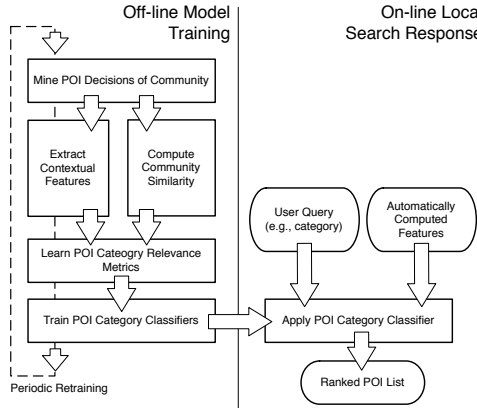 Off-line Model
Training
Mine POI Decisions of Community
Extract
Contextual
Features
Compute
Community
Similarity
Learn POI Cateogry Relevance
Metrics
Train POI Category Classifiers
Periodic Retraining
On-line Loca
Search Response
User Query
(e.g., category)
Automatically
Computed
Features
Apply POI Category Classifier
Ranked POI List